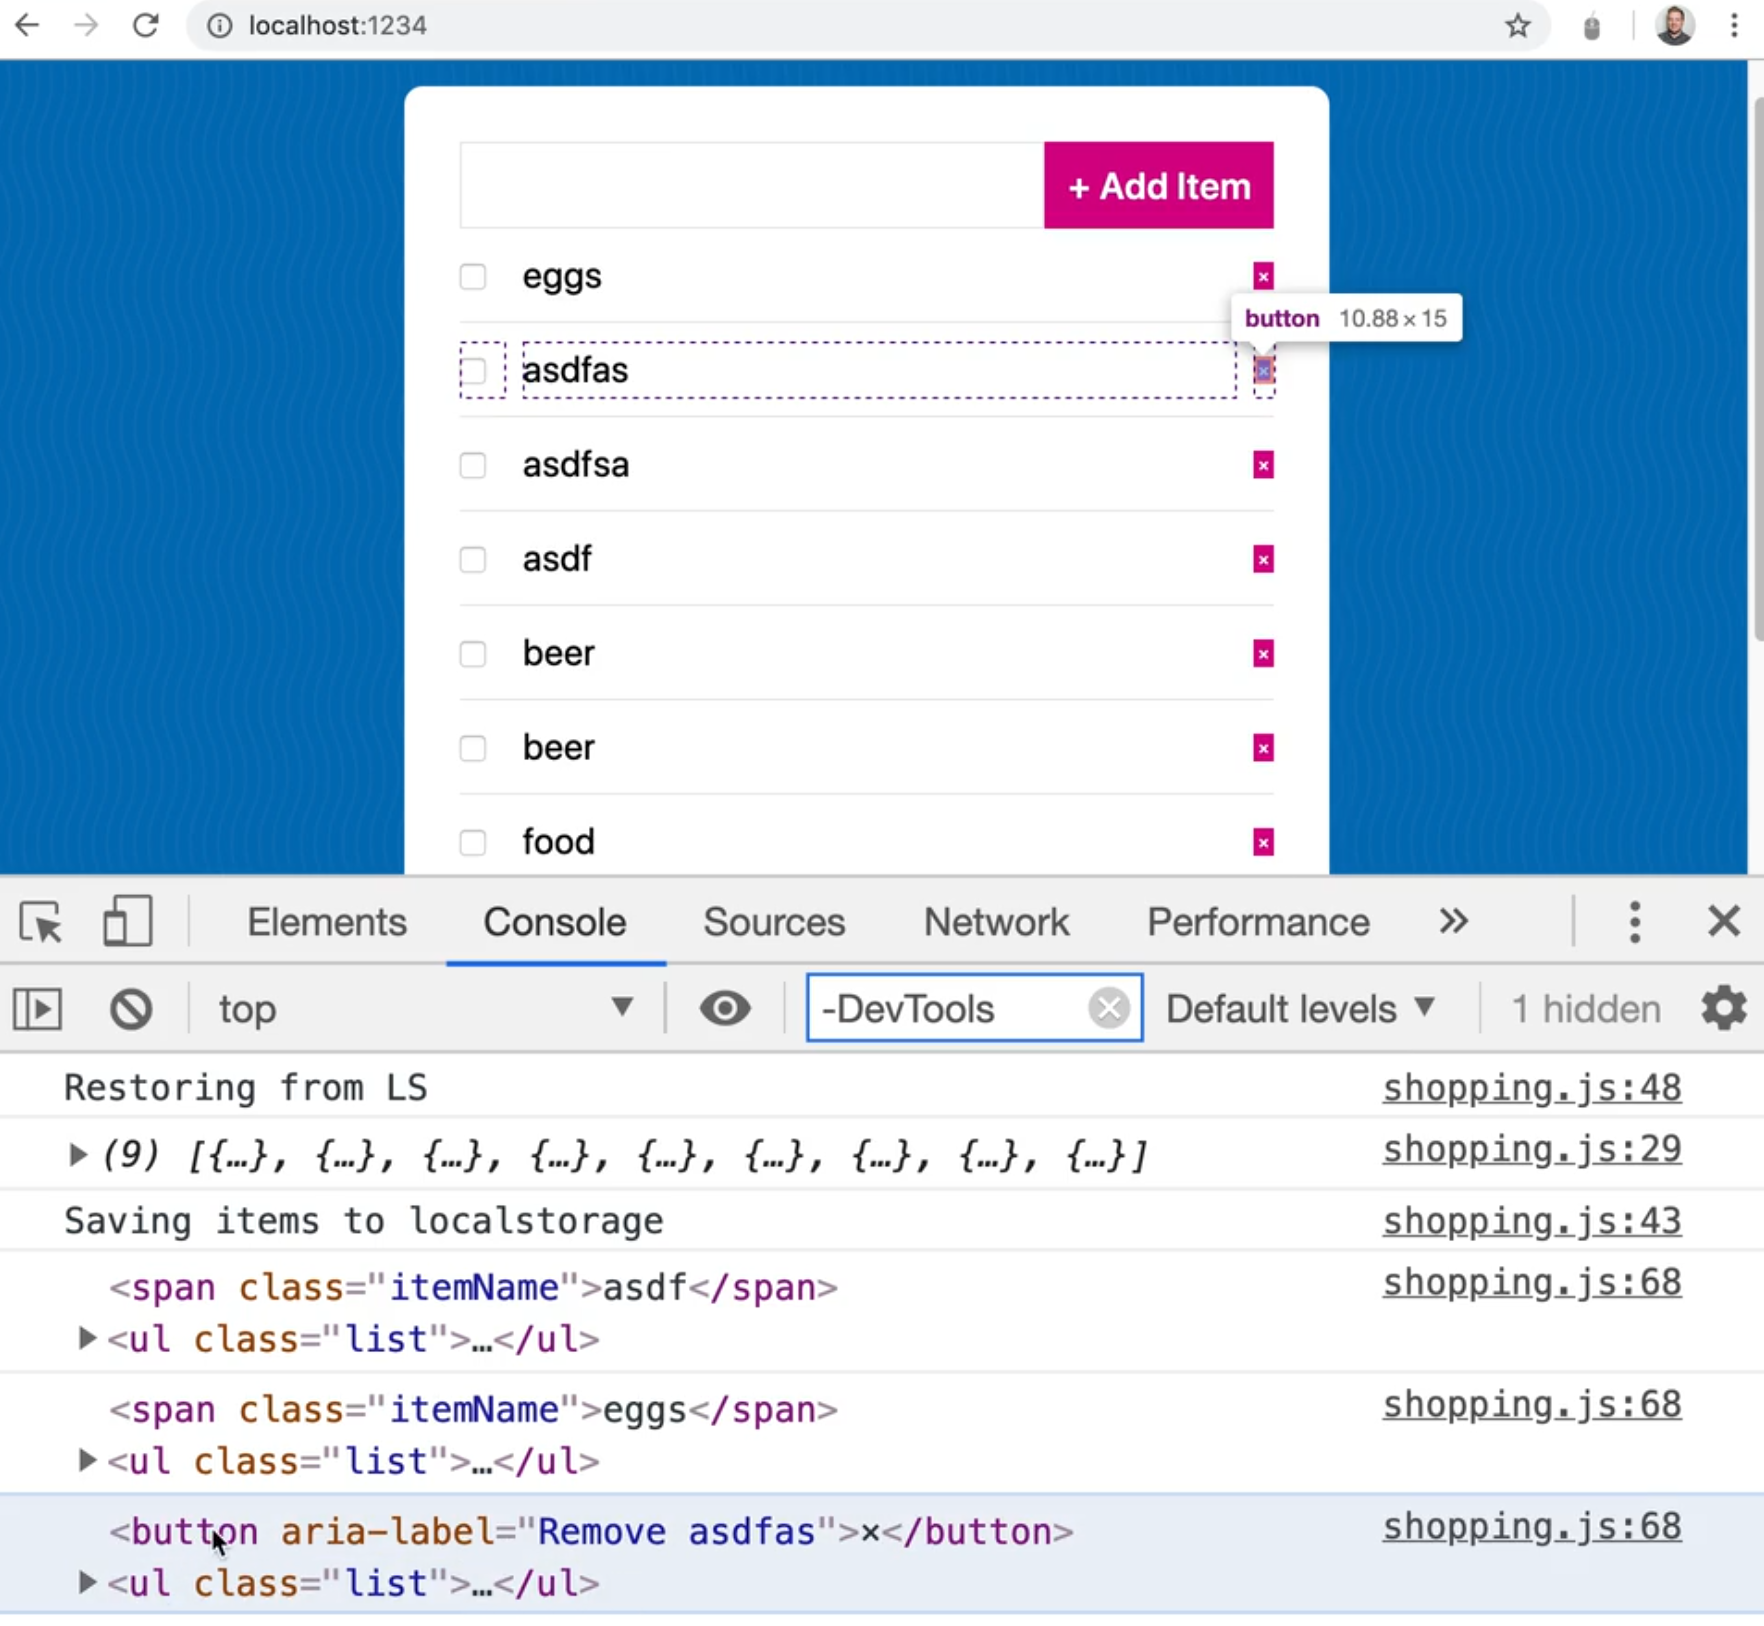 localhost:1234
+ Add Item
eggs ×
button 10.88 × 15
asdfas ×
asdfsa ×
asdf ×
beer ×
beer ×
food ×
Elements Console Sources Network Performance »
top ▼ -DevTools Default levels ▼ 1 hidden
Restoring from LS shopping.js:48
▶ (9) [{…}, {…}, {…}, {…}, {…}, {…}, {…}, {…}, {…}] shopping.js:29
Saving items to localstorage shopping.js:43
<span class="itemName">asdf</span> shopping.js:68
▶ <ul class="list">…</ul>
<span class="itemName">eggs</span> shopping.js:68
▶ <ul class="list">…</ul>
<button aria-label="Remove asdfas">×</button> shopping.js:68
▶ <ul class="list">…</ul>